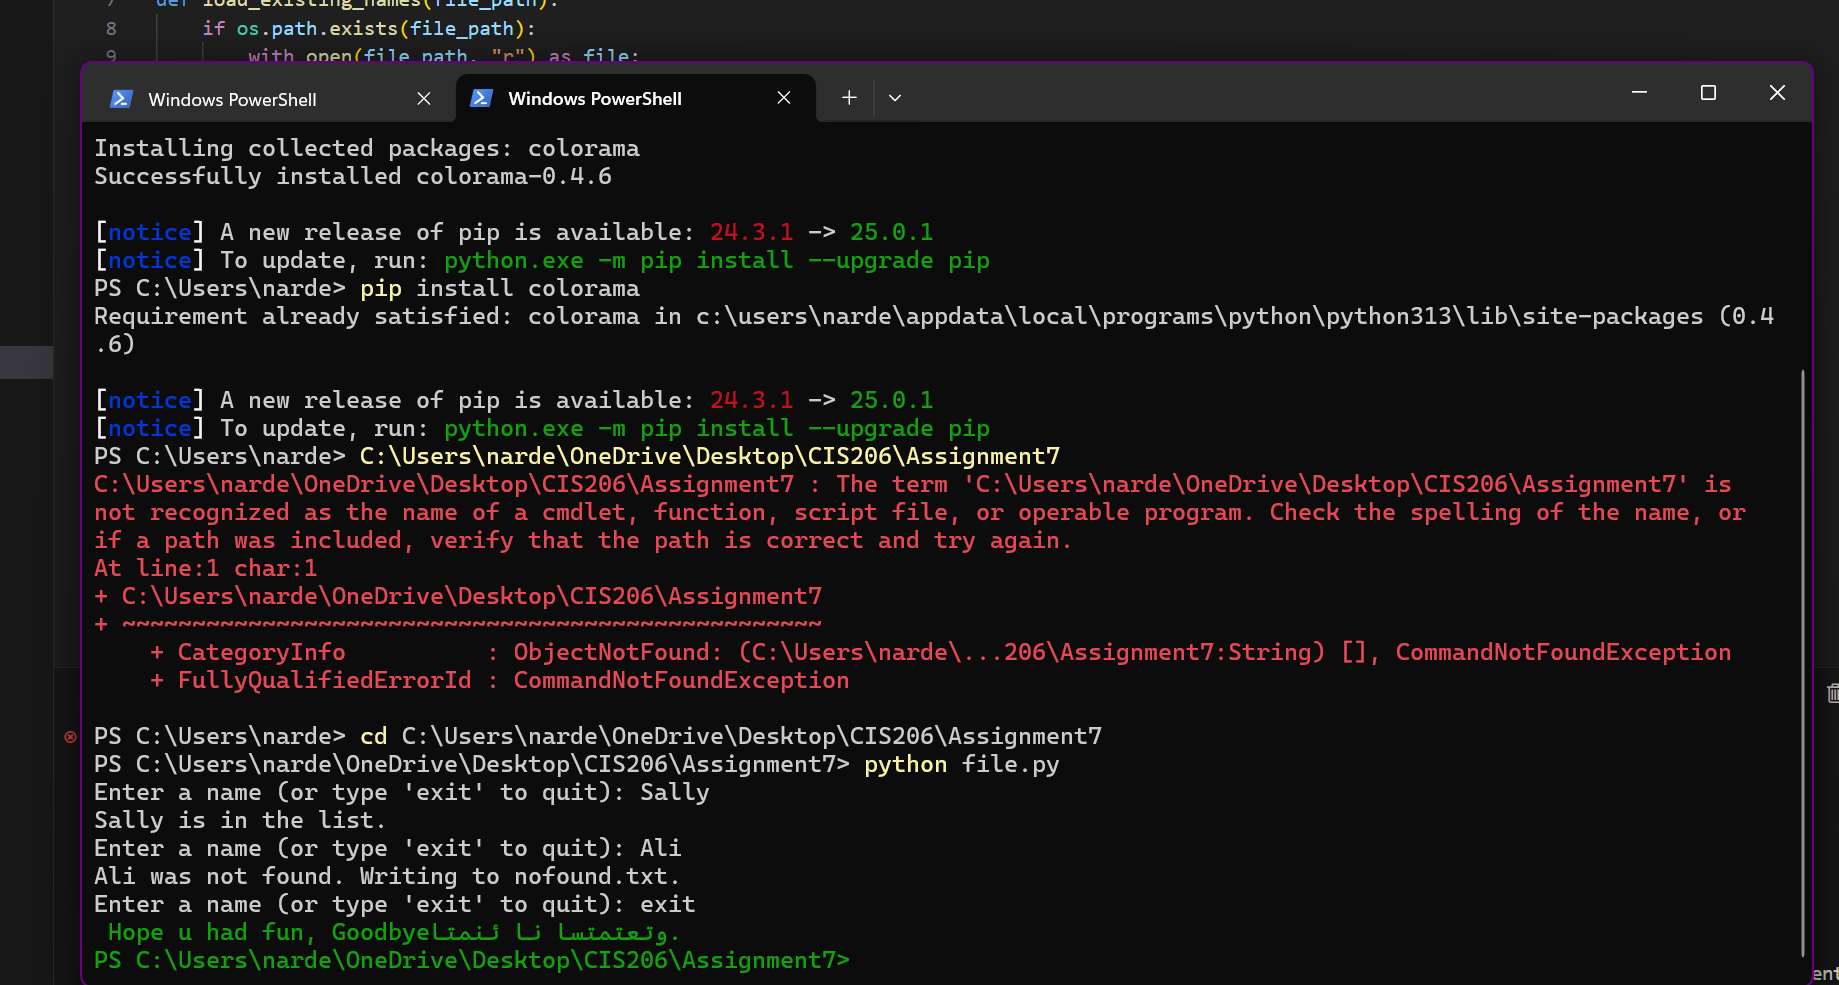 7 def load_existing_names(file_path):
8 if os.path.exists(file_path):
9 with open(file_path, "r") as file:
Windows PowerShell
Windows PowerShell
Installing collected packages: colorama
Successfully installed colorama-0.4.6
[notice] A new release of pip is available: 24.3.1 -> 25.0.1
[notice] To update, run: python.exe -m pip install --upgrade pip
PS C:\Users\narde> pip install colorama
Requirement already satisfied: colorama in c:\users\narde\appdata\local\programs\python\python313\lib\site-packages (0.4
.6)
[notice] A new release of pip is available: 24.3.1 -> 25.0.1
[notice] To update, run: python.exe -m pip install --upgrade pip
PS C:\Users\narde> C:\Users\narde\OneDrive\Desktop\CIS206\Assignment7
C:\Users\narde\OneDrive\Desktop\CIS206\Assignment7 : The term 'C:\Users\narde\OneDrive\Desktop\CIS206\Assignment7' is
not recognized as the name of a cmdlet, function, script file, or operable program. Check the spelling of the name, or
if a path was included, verify that the path is correct and try again.
At line:1 char:1
+ C:\Users\narde\OneDrive\Desktop\CIS206\Assignment7
+ ~~~~~~~~~~~~~~~~~~~~~~~~~~~~~~~~~~~~~~~~~~~~~~~~~~
+ CategoryInfo : ObjectNotFound: (C:\Users\narde\...206\Assignment7:String) [], CommandNotFoundException
+ FullyQualifiedErrorId : CommandNotFoundException
PS C:\Users\narde> cd C:\Users\narde\OneDrive\Desktop\CIS206\Assignment7
PS C:\Users\narde\OneDrive\Desktop\CIS206\Assignment7> python file.py
Enter a name (or type 'exit' to quit): Sally
Sally is in the list.
Enter a name (or type 'exit' to quit): Ali
Ali was not found. Writing to nofound.txt.
Enter a name (or type 'exit' to quit): exit
Hope u had fun, Goodbye وتعتمتسا نا ئنمتا.
PS C:\Users\narde\OneDrive\Desktop\CIS206\Assignment7>